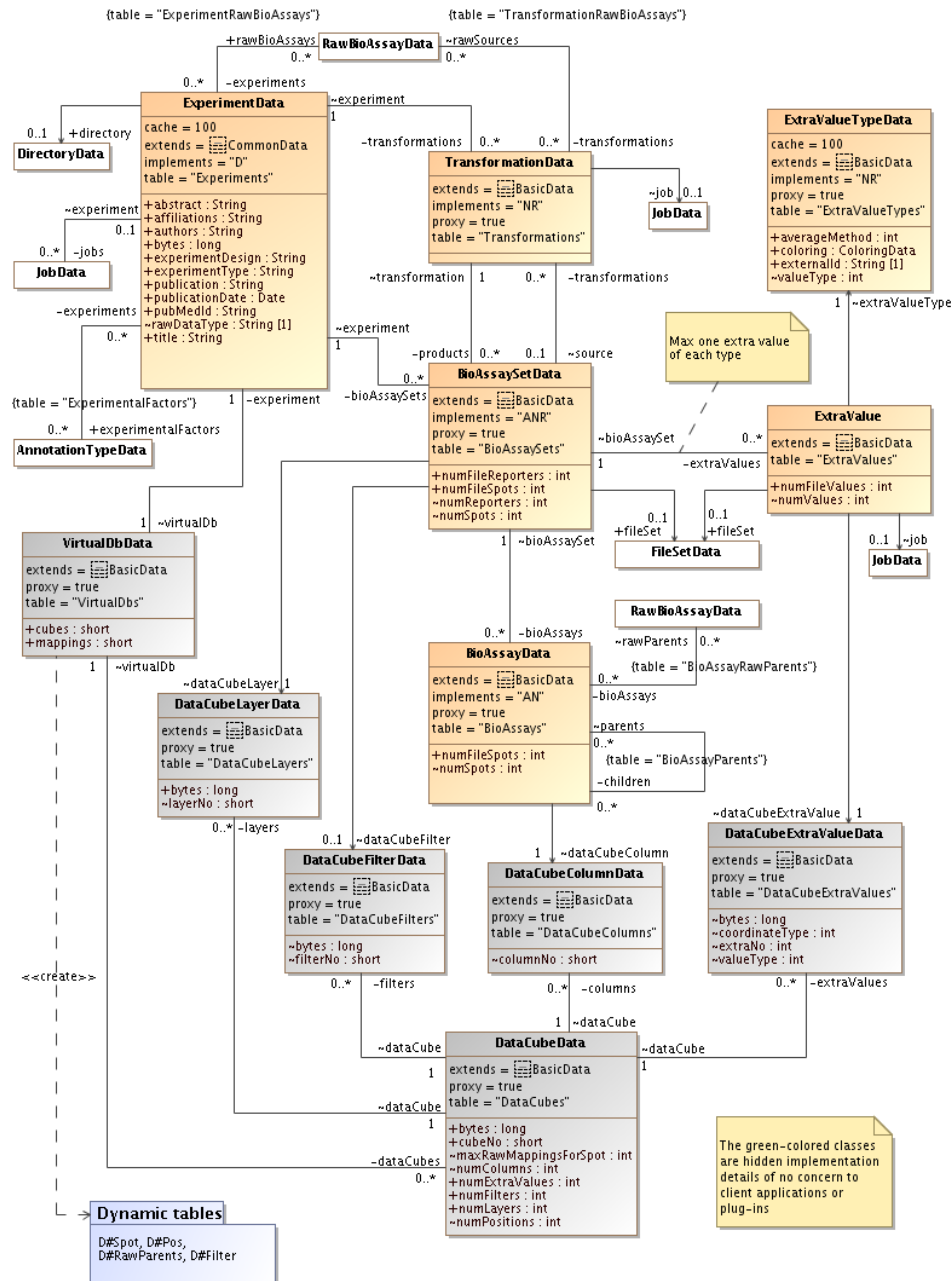 {table = "ExperimentRawBioAssays"}
{table = "TransformationRawBioAssays"}
+rawBioAssays
RawBioAssayData
~rawSources
0..*
0..*
0..*
-experiments
ExperimentData
cache = 100
extends = CommonData
implements = "D"
table = "Experiments"
+abstract : String
+affiliations : String
+authors : String
+bytes : long
+experimentDesign : String
+experimentType : String
+publication : String
+publicationDate : Date
+pubMedId : String
~rawDataType : String [1]
+title : String
0..1
+directory
DirectoryData
~experiment
0..1
0..*
-jobs
JobData
-experiments
0..*
{table = "ExperimentalFactors"}
0..*
+experimentalFactors
AnnotationTypeData
~experiment
1
-transformations
0..*
0..*
-transformations
TransformationData
extends = BasicData
implements = "NR"
proxy = true
table = "Transformations"
~job
0..1
JobData
~transformation
1
0..*
-transformations
~experiment
1
-products
0..*
0..1
~source
0..*
-bioAssaySets
BioAssaySetData
extends = BasicData
implements = "ANR"
proxy = true
table = "BioAssaySets"
+numFileReporters : int
+numFileSpots : int
~numReporters : int
~numSpots : int
ExtraValueTypeData
cache = 100
extends = BasicData
implements = "NR"
proxy = true
table = "ExtraValueTypes"
+averageMethod : int
+coloring : ColoringData
+externalId : String [1]
~valueType : int
1
~extraValueType
Max one extra value
of each type
~bioAssaySet
1
0..*
-extraValues
ExtraValue
extends = BasicData
table = "ExtraValues"
+numFileValues : int
~numValues : int
0..1
+fileSet
0..1
+fileSet
FileSetData
0..1
~job
JobData
1
-experiment
1
~virtualDb
VirtualDbData
extends = BasicData
proxy = true
table = "VirtualDbs"
+cubes : short
+mappings : short
1
~virtualDb
1
~bioAssaySet
0..*
-bioAssays
BioAssayData
extends = BasicData
implements = "AN"
proxy = true
table = "BioAssays"
+numFileSpots : int
~numSpots : int
RawBioAssayData
~rawParents
0..*
{table = "BioAssayRawParents"}
0..*
-bioAssays
~parents
0..*
{table = "BioAssayParents"}
-children
0..*
~dataCubeLayer
1
DataCubeLayerData
extends = BasicData
proxy = true
table = "DataCubeLayers"
+bytes : long
~layerNo : short
0..*
-layers
0..1
~dataCubeFilter
DataCubeFilterData
extends = BasicData
proxy = true
table = "DataCubeFilters"
~bytes : long
~filterNo : short
0..*
-filters
1
~dataCubeColumn
DataCubeColumnData
extends = BasicData
proxy = true
table = "DataCubeColumns"
~columnNo : short
0..*
-columns
~dataCubeExtraValue
1
DataCubeExtraValueData
extends = BasicData
proxy = true
table = "DataCubeExtraValues"
~bytes : long
~coordinateType : int
~extraNo : int
~valueType : int
0..*
-extraValues
<<create>>
1
~dataCube
~dataCube
1
~dataCube
1
~dataCube
1
-dataCubes
0..*
DataCubeData
extends = BasicData
proxy = true
table = "DataCubes"
+bytes : long
+cubeNo : short
~maxRawMappingsForSpot : int
~numColumns : int
+numExtraValues : int
+numFilters : int
+numLayers : int
~numPositions : int
The green-colored classes
are hidden implementation
details of no concern to
client applications or
plug-ins
Dynamic tables
D#Spot, D#Pos,
D#RawParents, D#Filter